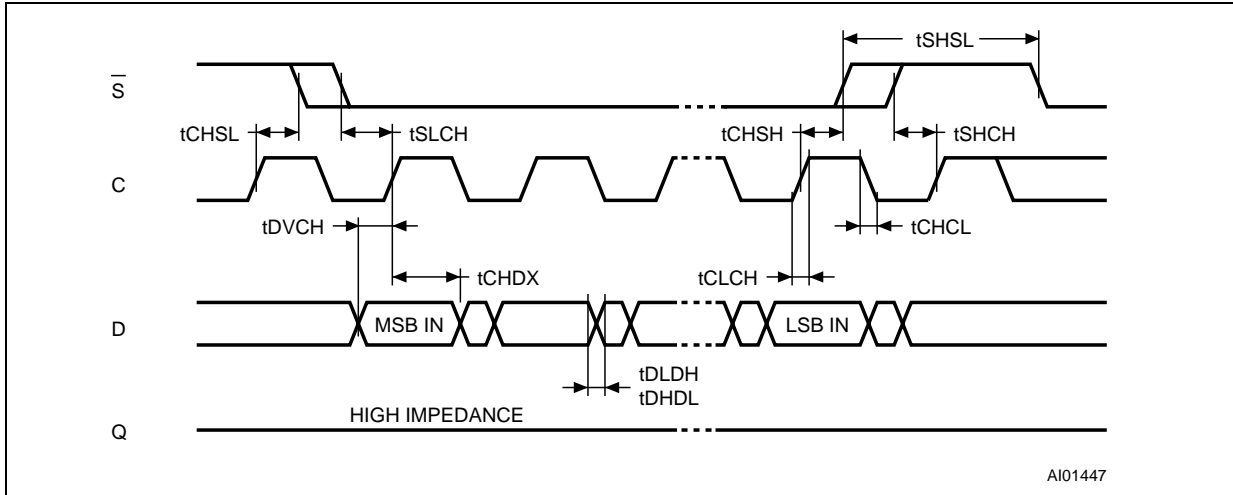 tSHSL
S̅
tCHSL
tSLCH
tCHSH
tSHCH
C
tDVCH
tCHCL
tCHDX
tCLCH
D
MSB IN
LSB IN
tDLDH
tDHDL
HIGH IMPEDANCE
Q
AI01447